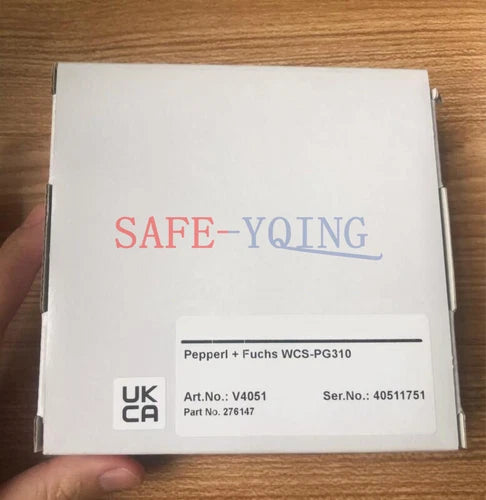 SAFE-YQING
Pepperl + Fuchs WCS-PG310
Art.No.: V4051 Ser.No.: 40511751
Part No. 276147
UK
CA